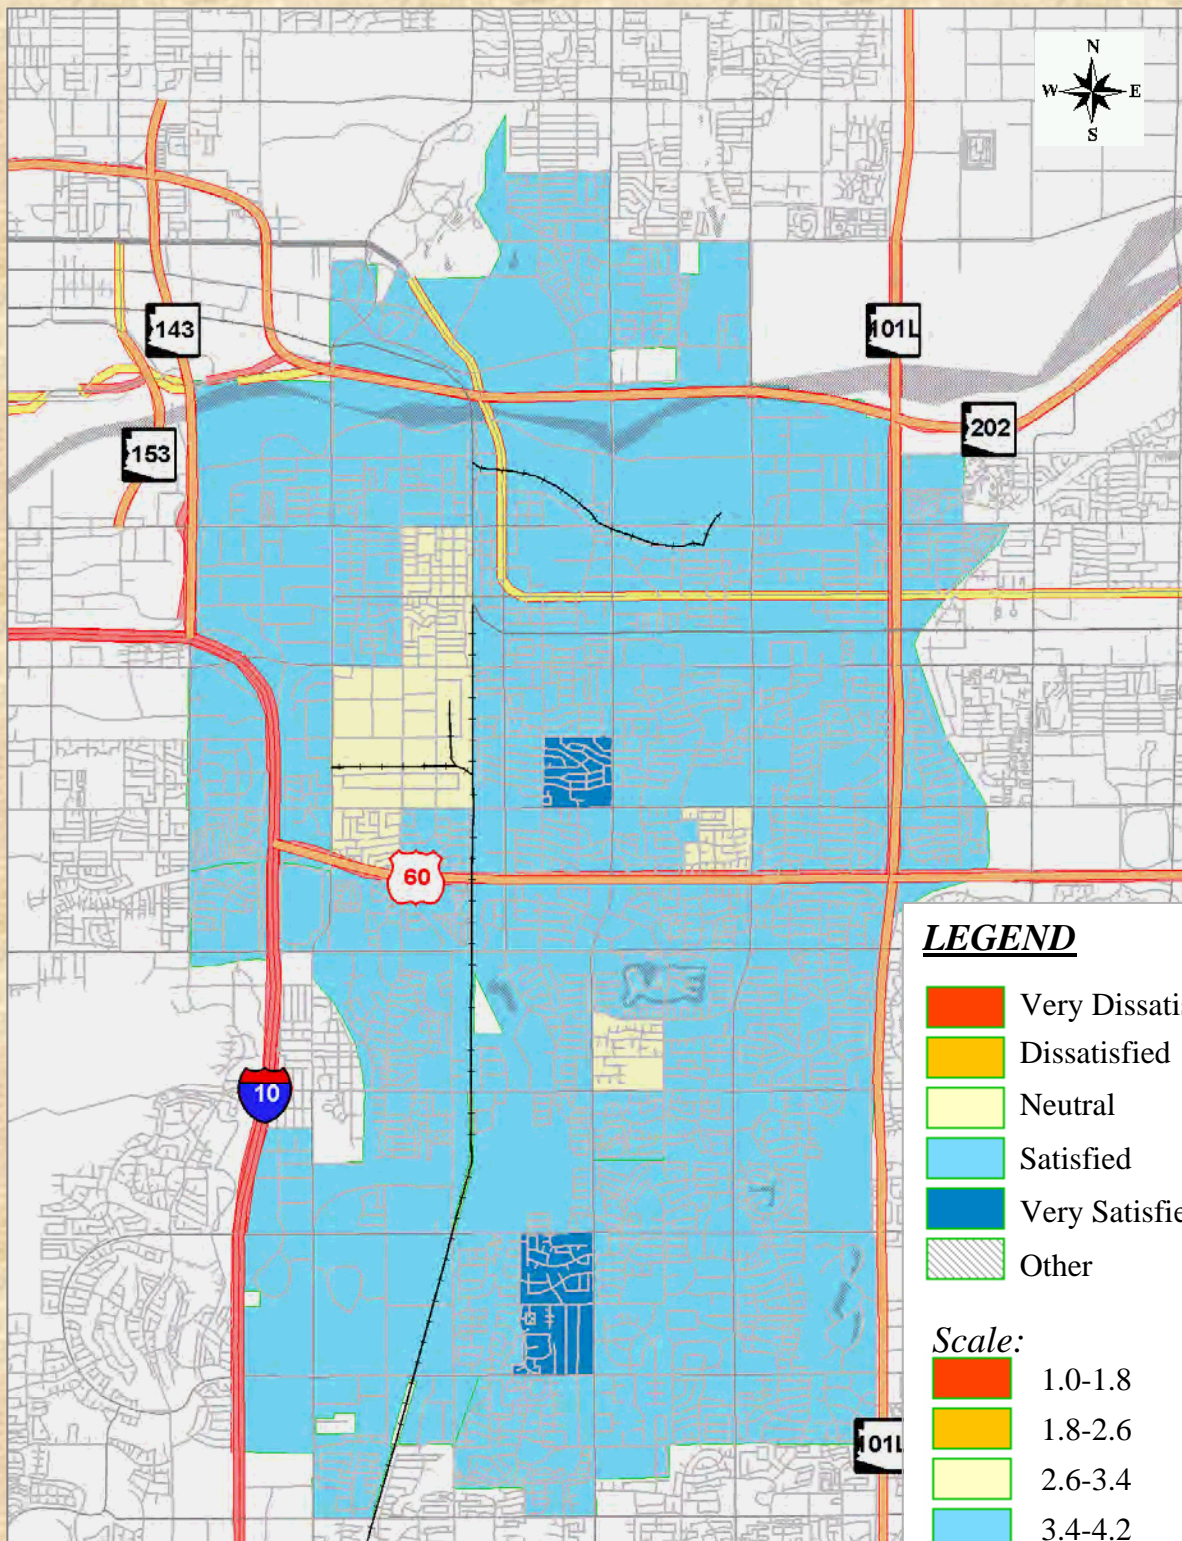 N
W E
S
143
101L
202
153
60
LEGEND
Very Dissatis
Dissatisfied
Neutral
10
Satisfied
Very Satisfie
Other
Scale:
1.0-1.8
1.8-2.6
101L
2.6-3.4
3.4-4.2